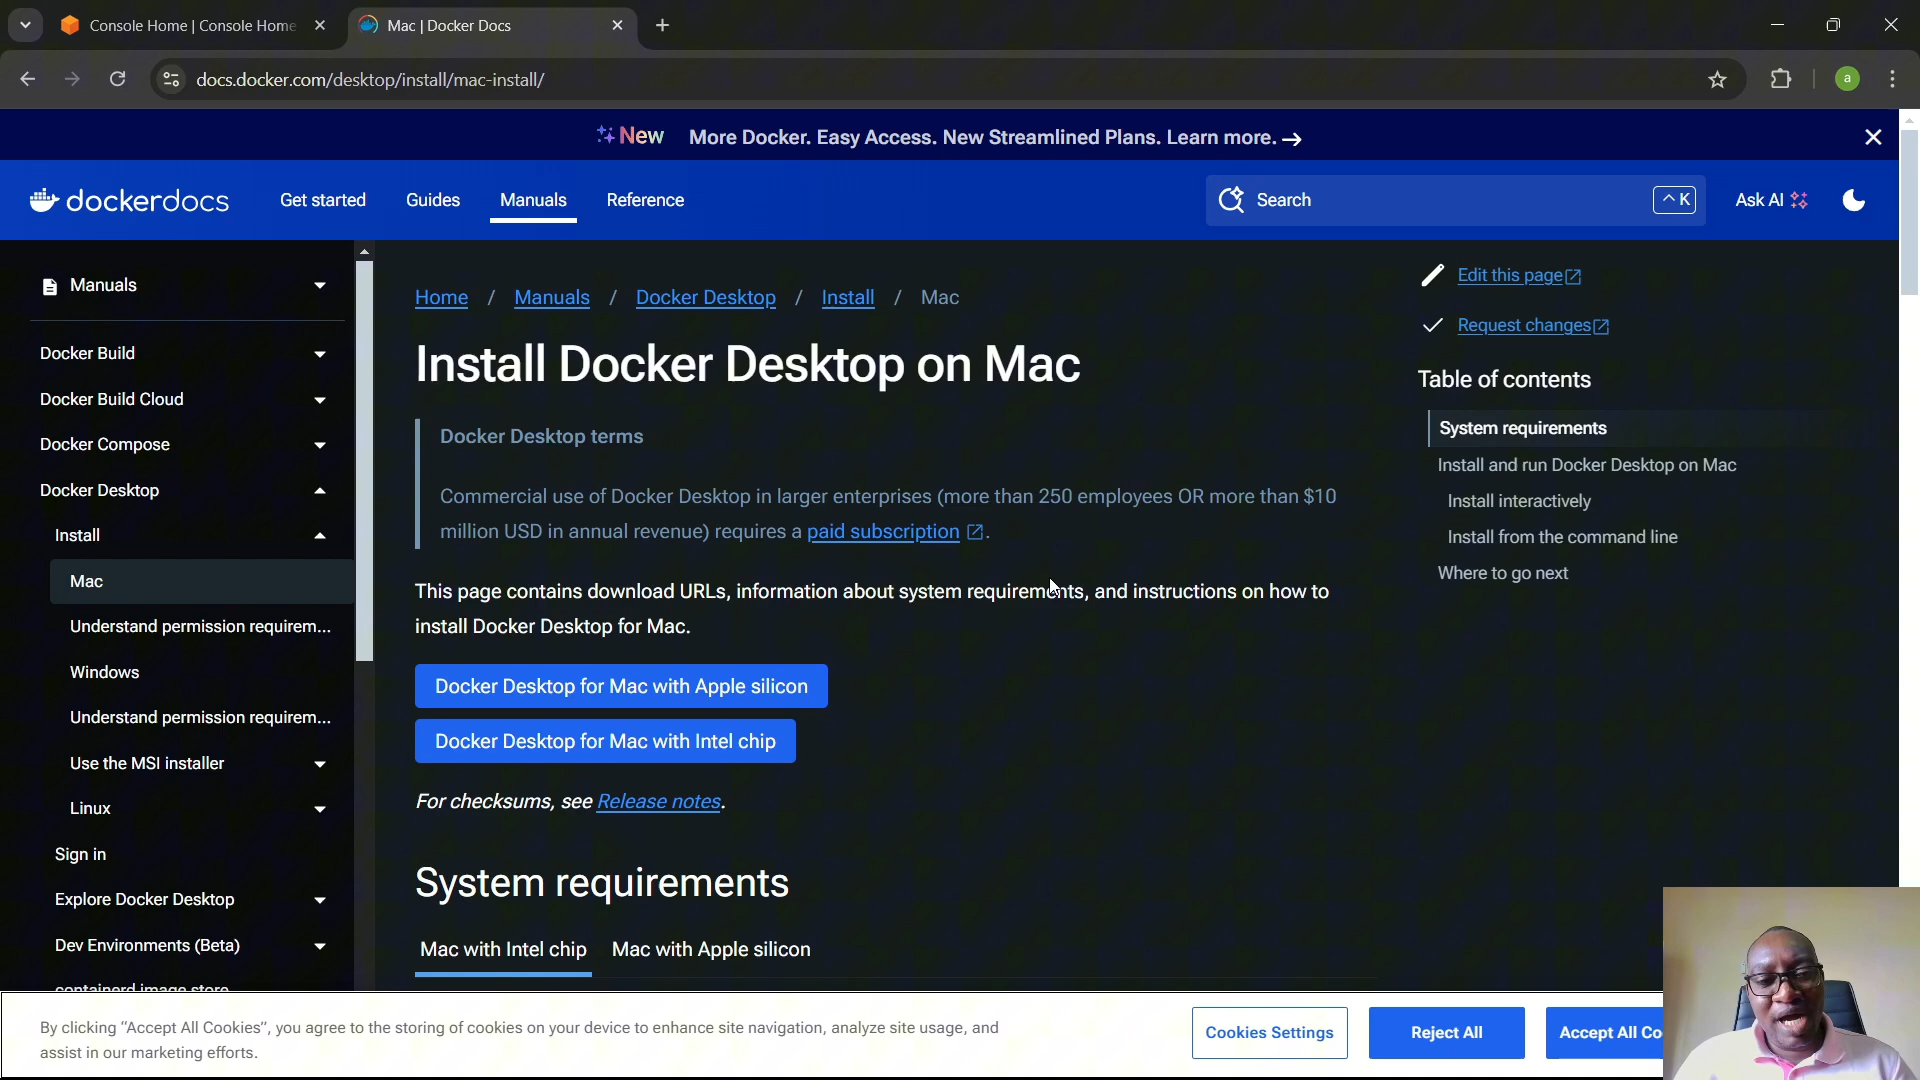 Console Home | Console Home
Mac | Docker Docs
docs.docker.com/desktop/install/mac-install/
a
New More Docker. Easy Access. New Streamlined Plans. Learn more.
dockerdocs
Get started
Guides
Manuals
Reference
Search
^ K
Ask AI
Manuals
Docker Build
Docker Build Cloud
Docker Compose
Docker Desktop
Install
Mac
Understand permission requirem...
Windows
Understand permission requirem...
Use the MSI installer
Linux
Sign in
Explore Docker Desktop
Dev Environments (Beta)
containerd image store
Home / Manuals / Docker Desktop / Install / Mac
Install Docker Desktop on Mac
Docker Desktop terms
Commercial use of Docker Desktop in larger enterprises (more than 250 employees OR more than $10
million USD in annual revenue) requires a paid subscription.
This page contains download URLs, information about system requirements, and instructions on how to
install Docker Desktop for Mac.
Docker Desktop for Mac with Apple silicon
Docker Desktop for Mac with Intel chip
For checksums, see Release notes.
System requirements
Mac with Intel chip
Mac with Apple silicon
Edit this page
Request changes
Table of contents
System requirements
Install and run Docker Desktop on Mac
Install interactively
Install from the command line
Where to go next
By clicking “Accept All Cookies”, you agree to the storing of cookies on your device to enhance site navigation, analyze site usage, and
assist in our marketing efforts.
Cookies Settings
Reject All
Accept All Co